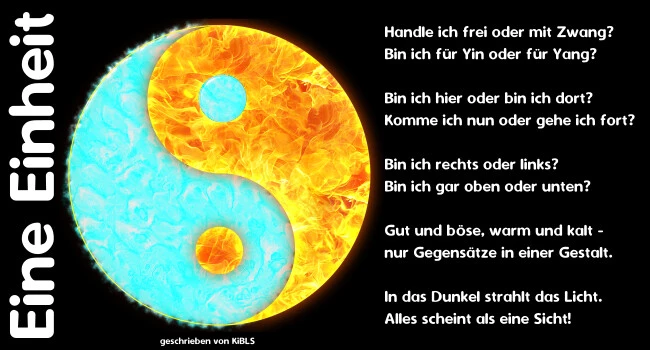 Eine Einheit
Handle ich frei oder mit Zwang?
Bin ich für Yin oder für Yang?
Bin ich hier oder bin ich dort?
Komme ich nun oder gehe ich fort?
Bin ich rechts oder links?
Bin ich gar oben oder unten?
Gut und böse, warm und kalt -
nur Gegensätze in einer Gestalt.
In das Dunkel strahlt das Licht.
Alles scheint als eine Sicht!
geschrieben von KiBLS